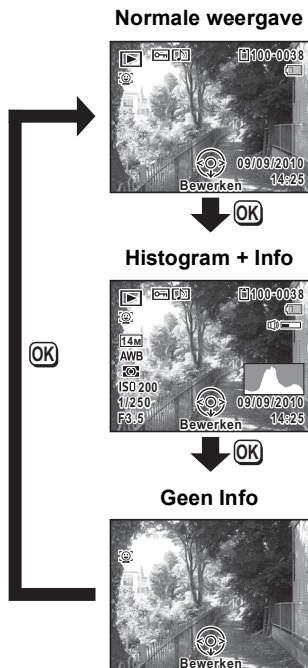 Normale weergave
100-0038
09/09/2010
14:25
Bewerken
OK
Histogram + Info
100-0038
14M
AWB
ISO 200
1/250
F3.5
09/09/2010
14:25
Bewerken
OK
OK
Geen Info
Bewerken